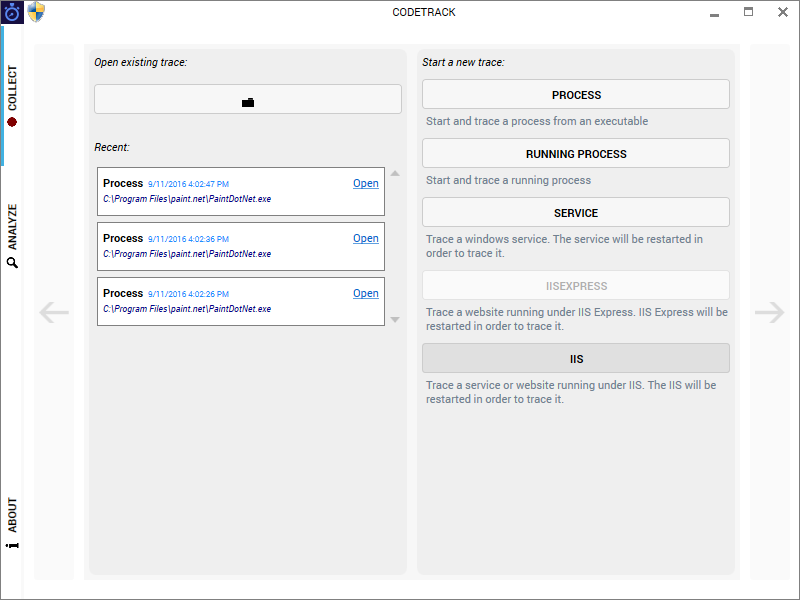 CODETRACK
COLLECT
ANALYZE
ABOUT
Open existing trace:
Recent:
Process 9/11/2016 4:02:47 PM Open
C:\Program Files\paint.net\PaintDotNet.exe
Process 9/11/2016 4:02:36 PM Open
C:\Program Files\paint.net\PaintDotNet.exe
Process 9/11/2016 4:02:26 PM Open
C:\Program Files\paint.net\PaintDotNet.exe
Start a new trace:
PROCESS
Start and trace a process from an executable
RUNNING PROCESS
Start and trace a running process
SERVICE
Trace a windows service. The service will be restarted in
order to trace it.
IISEXPRESS
Trace a website running under IIS Express. IIS Express will be
restarted in order to trace it.
IIS
Trace a service or website running under IIS. The IIS will be
restarted in order to trace it.